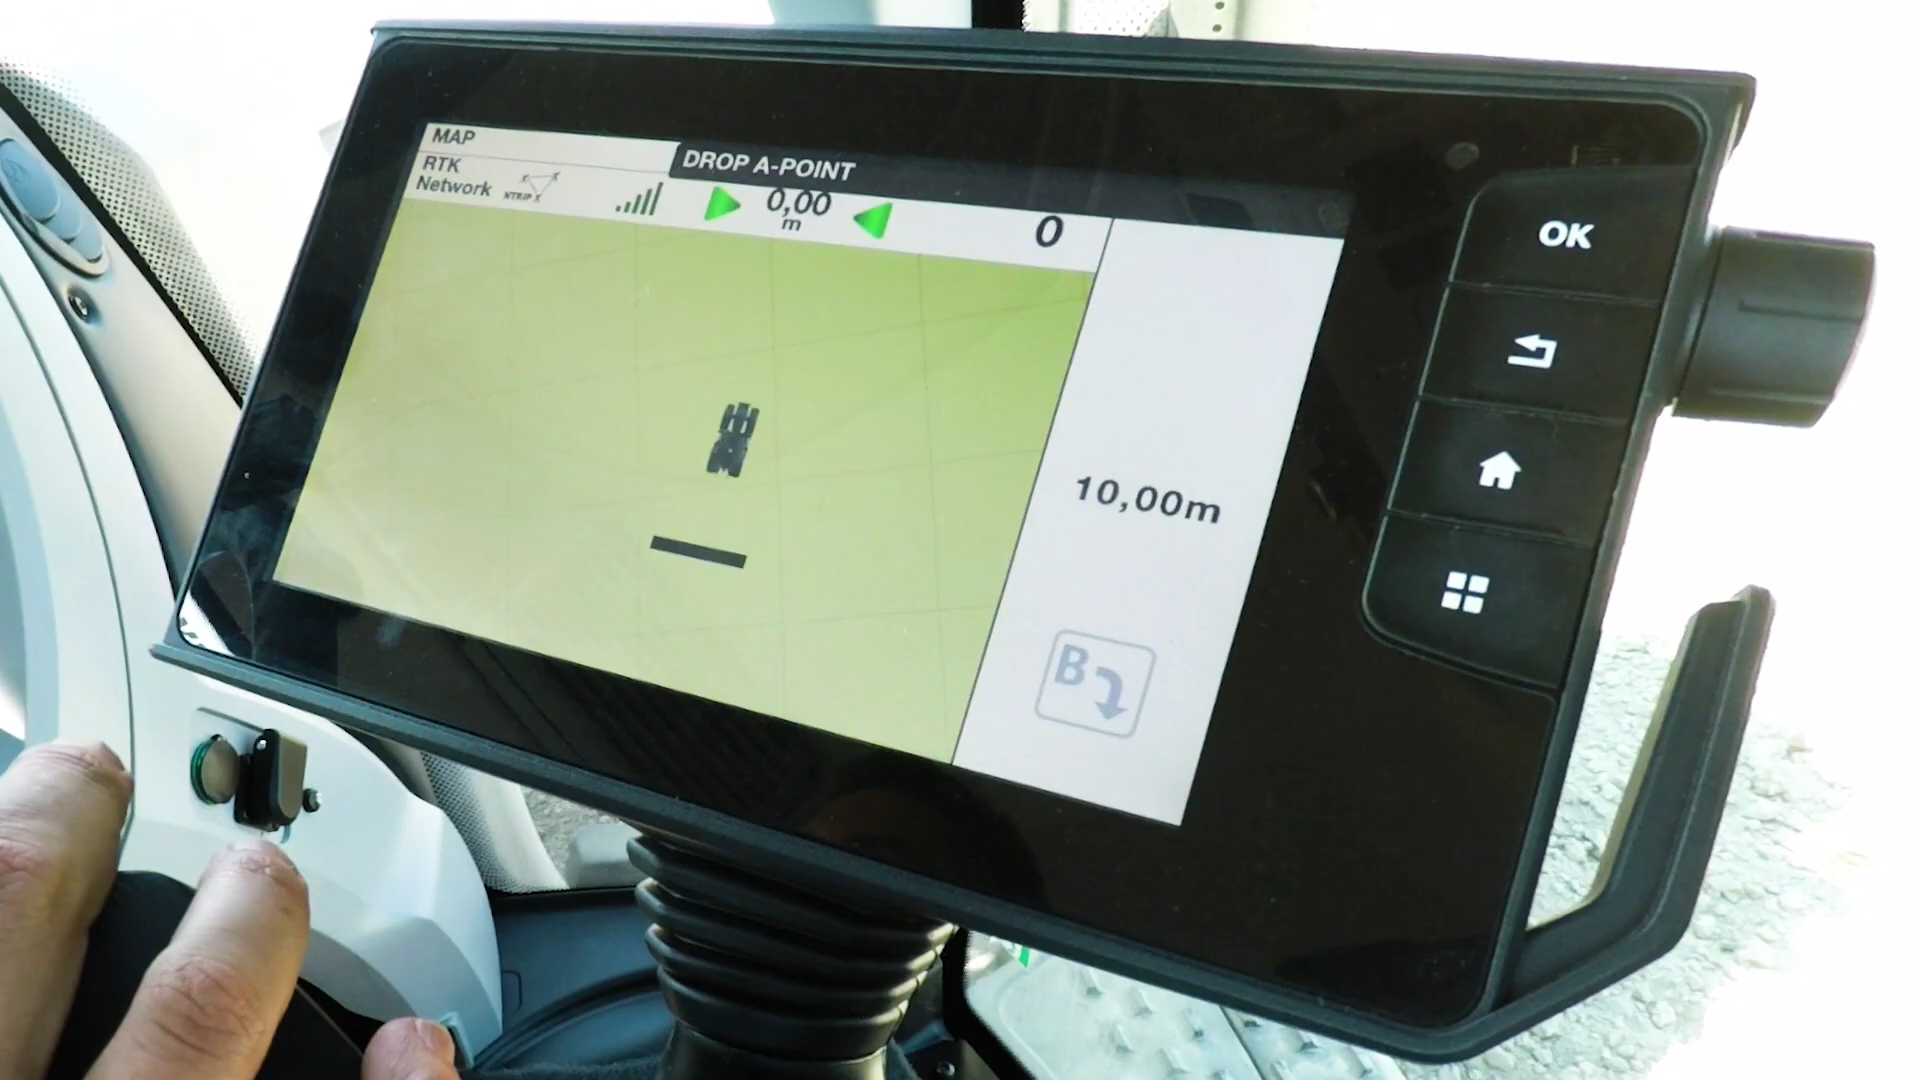 MAP
DROP A-POINT
RTK
Network
NTRIP X
0,00
m
0
10,00m
B
OK